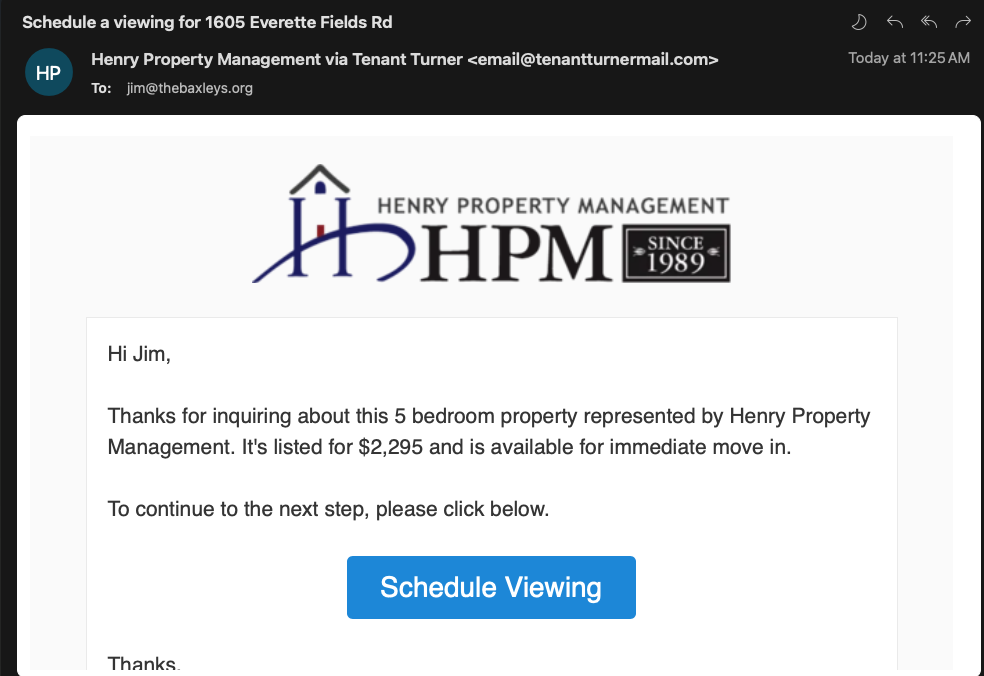 Schedule a viewing for 1605 Everette Fields Rd
HP
Henry Property Management via Tenant Turner <email@tenantturnermail.com>
Today at 11:25 AM
To: jim@thebaxleys.org
HENRY PROPERTY MANAGEMENT
HPM
SINCE
1989
Hi Jim,
Thanks for inquiring about this 5 bedroom property represented by Henry Property
Management. It's listed for $2,295 and is available for immediate move in.
To continue to the next step, please click below.
Schedule Viewing
Thanks,